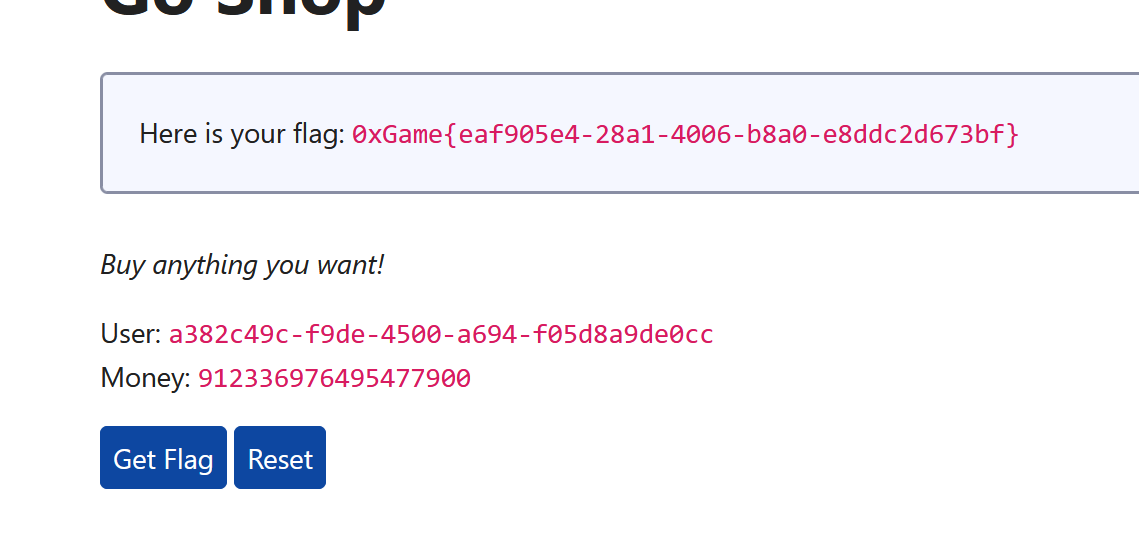 Go Shop
Here is your flag: 0xGame{eaf905e4-28a1-4006-b8a0-e8ddc2d673bf}
Buy anything you want!
User: a382c49c-f9de-4500-a694-f05d8a9de0cc
Money: 912336976495477900
Get Flag Reset